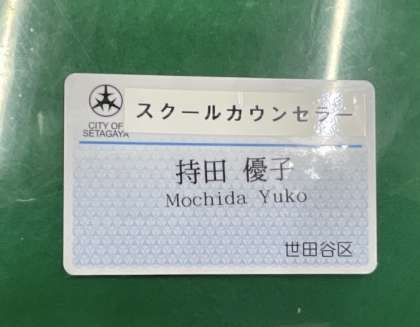 スクールカウンセラー
CITY OF
SETAGAYA
持田 優子
Mochida Yuko
世田谷区